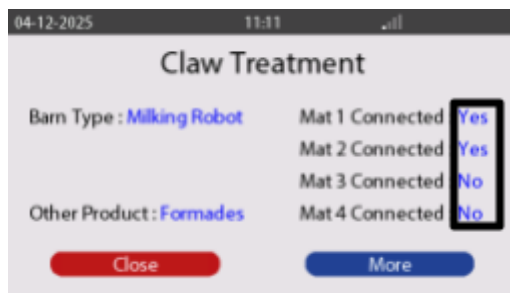 04-12-2025 11:11
Claw Treatment
Barn Type : Milking Robot Mat 1 Connected Yes
Mat 2 Connected Yes
Mat 3 Connected No
Other Product : Formades Mat 4 Connected No
Close More